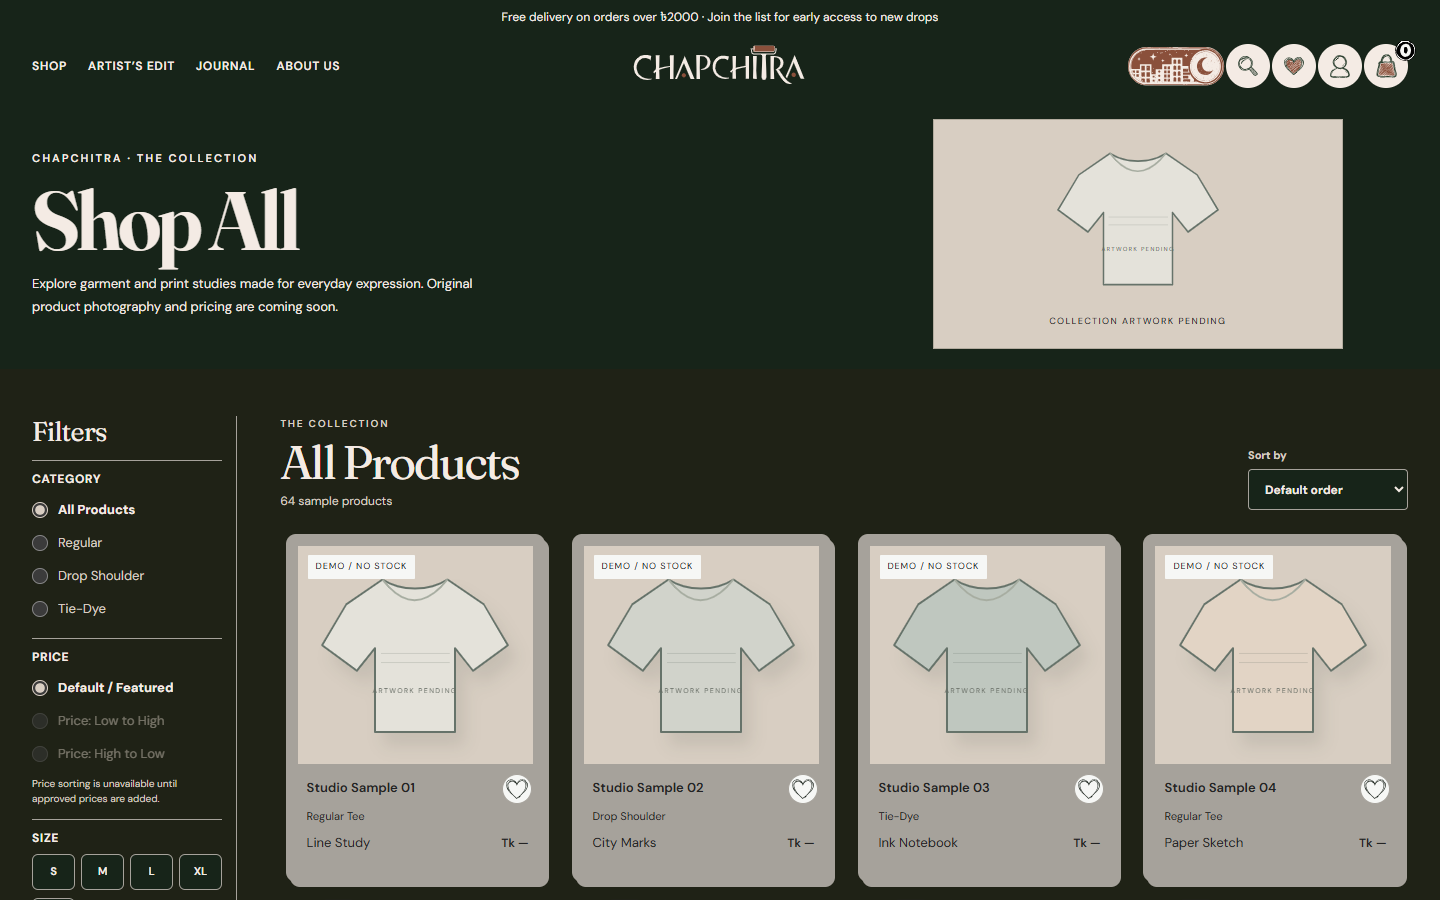 Free delivery on orders over ৳2000 · Join the list for early access to new drops
SHOP ARTIST'S EDIT JOURNAL ABOUT US
CHAPCHITRA
0
CHAPCHITRA · THE COLLECTION
Shop All
Explore garment and print studies made for everyday expression. Original
product photography and pricing are coming soon.
ARTWORK PENDING
COLLECTION ARTWORK PENDING
Filters
CATEGORY
All Products
Regular
Drop Shoulder
Tie-Dye
PRICE
Default / Featured
Price: Low to High
Price: High to Low
Price sorting is unavailable until
approved prices are added.
SIZE
S M L XL
THE COLLECTION
All Products
64 sample products
Sort by
Default order
DEMO / NO STOCK
ARTWORK PENDING
Studio Sample 01
Regular Tee
Line Study Tk —
DEMO / NO STOCK
ARTWORK PENDING
Studio Sample 02
Drop Shoulder
City Marks Tk —
DEMO / NO STOCK
ARTWORK PENDING
Studio Sample 03
Tie-Dye
Ink Notebook Tk —
DEMO / NO STOCK
ARTWORK PENDING
Studio Sample 04
Regular Tee
Paper Sketch Tk —